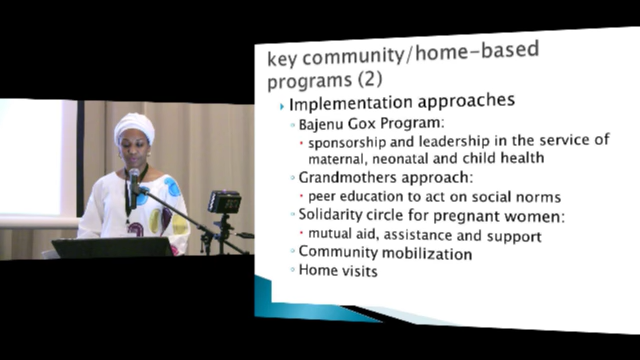 key community/home-based
programs (2)
Implementation approaches
Bajenu Gox Program:
sponsorship and leadership in the service of
maternal, neonatal and child health
Grandmothers approach:
peer education to act on social norms
Solidarity circle for pregnant women:
mutual aid, assistance and support
Community mobilization
Home visits